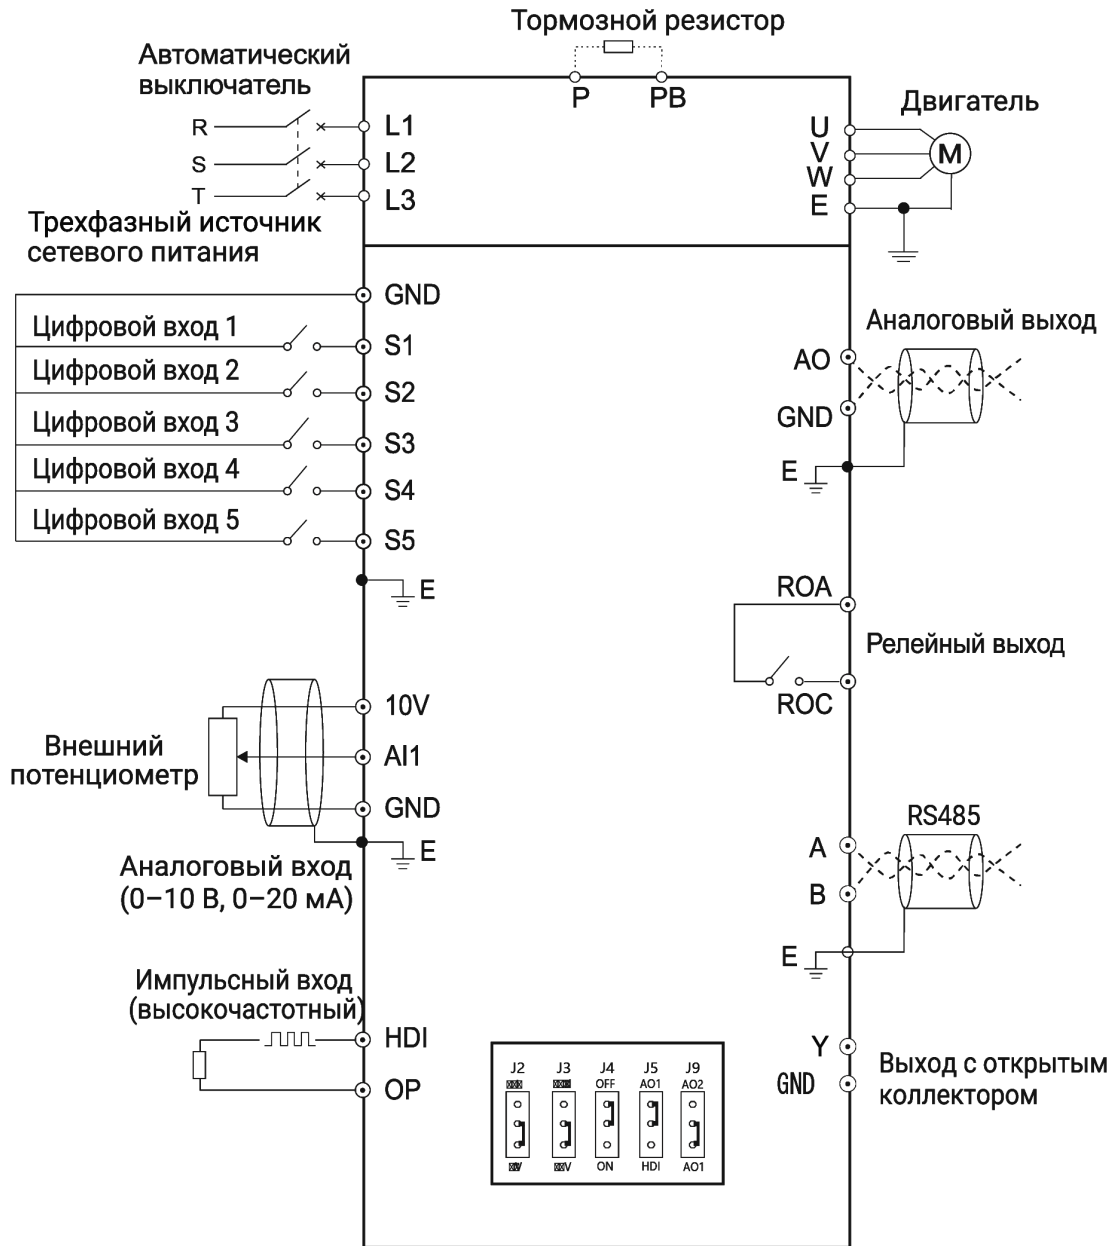 Тормозной резистор
P
PB
Автоматический
выключатель
R
S
T
L1
L2
L3
Трехфазный источник
сетевого питания
U
V
W
E
Двигатель
M
GND
Цифровой вход 1
S1
Цифровой вход 2
S2
Цифровой вход 3
S3
Цифровой вход 4
S4
Цифровой вход 5
S5
E
Аналоговый выход
AO
GND
E
ROA
Релейный выход
ROC
10V
AI1
GND
E
Внешний
потенциометр
Аналоговый вход
(0–10 В, 0–20 мА)
RS485
A
B
E
Импульсный вход
(высокочастотный)
HDI
OP
Y
GND
Выход с открытым
коллектором
J2 J3 J4 J5 J9
OFF AO1 AO2
V V ON HDI AO1